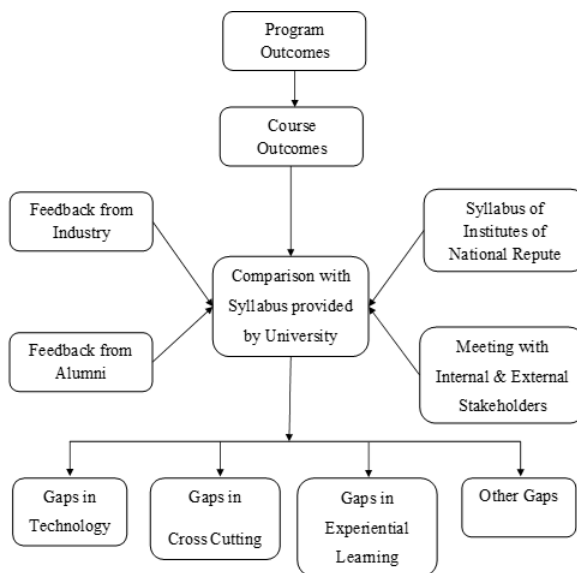 Program
Outcomes
Course
Outcomes
Feedback from
Industry
Syllabus of
Institutes of
National Repute
Comparison with
Syllabus provided
by University
Feedback from
Alumni
Meeting with
Internal & External
Stakeholders
Gaps in
Technology
Gaps in
Cross Cutting
Gaps in
Experiential
Learning
Other Gaps